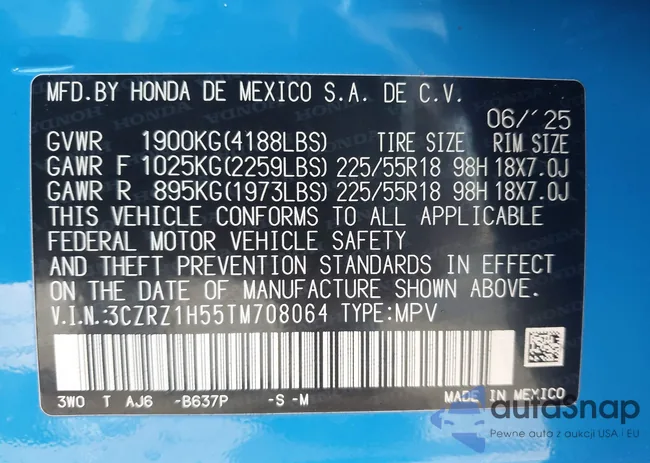 MFD.BY HONDA DE MEXICO S.A. DE C.V.
06/'25
GVWR 1900KG(4188LBS) TIRE SIZE RIM SIZE
GAWR F 1025KG(2259LBS) 225/55R18 98H 18X7.0J
GAWR R 895KG(1973LBS) 225/55R18 98H 18X7.0J
THIS VEHICLE CONFORMS TO ALL APPLICABLE
FEDERAL MOTOR VEHICLE SAFETY
AND THEFT PREVENTION STANDARDS IN EFFECT
ON THE DATE OF MANUFACTURE SHOWN ABOVE.
V.I.N.:3CZRZ1H55TM708064 TYPE:MPV
3W0 T AJ6 -B637P -S-M MADE IN MEXICO
autosnap
Pewne auta z aukcji USA i EU